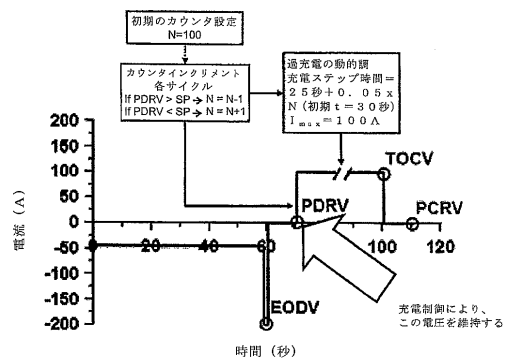 初期のカウンタ設定
N=100
カウンタインクリメント
各サイクル
If PDRV > SP → N = N-1
If PDRV < SP → N = N+1
過充電の動的調
充電ステップ時間＝
25秒＋0.05x
N (初期t＝30秒)
Imax＝100A
200
150
100
50
0
-50
-100
-150
-200
電流 (A)
0
20
40
60
100
120
TOCV
PDRV
PCRV
EODV
時間 (秒)
充電制御により、
この電圧を維持する